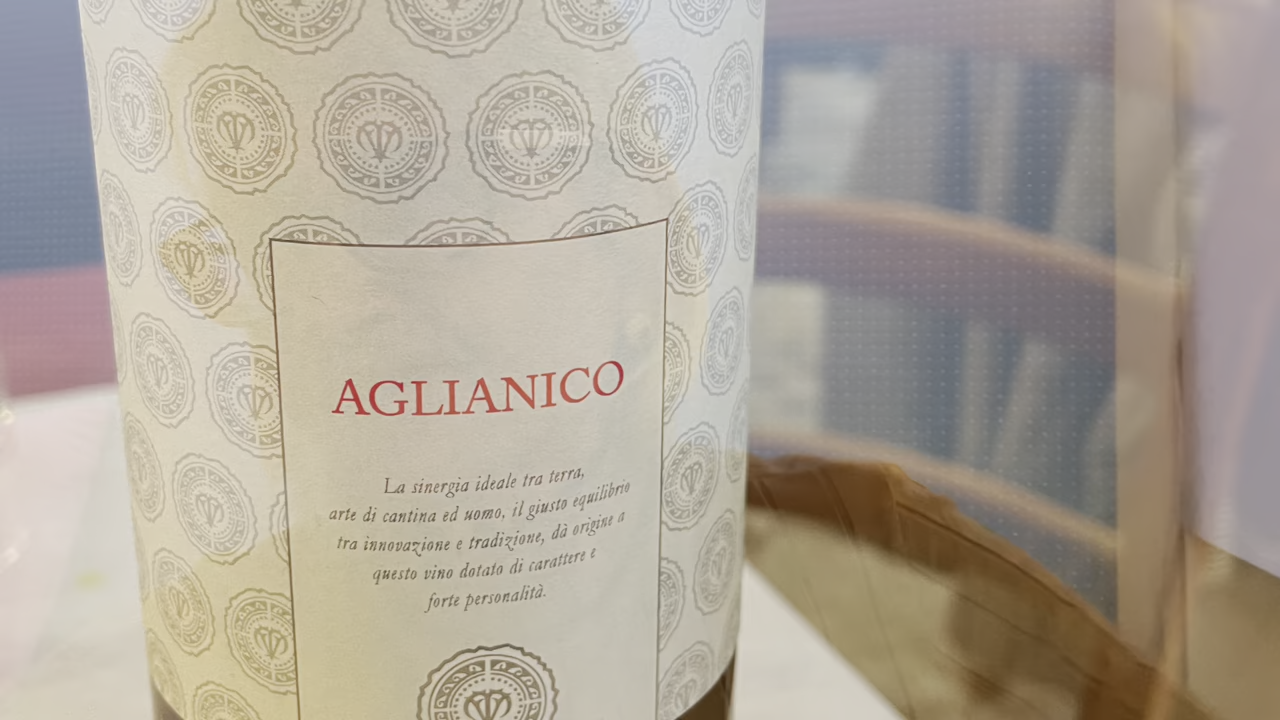 AGLIANICO
La sinergia ideale tra terra,
arte di cantina ed uomo, il giusto equilibrio
tra innovazione e tradizione, dà origine a
questo vino dotato di carattere e
forte personalità.